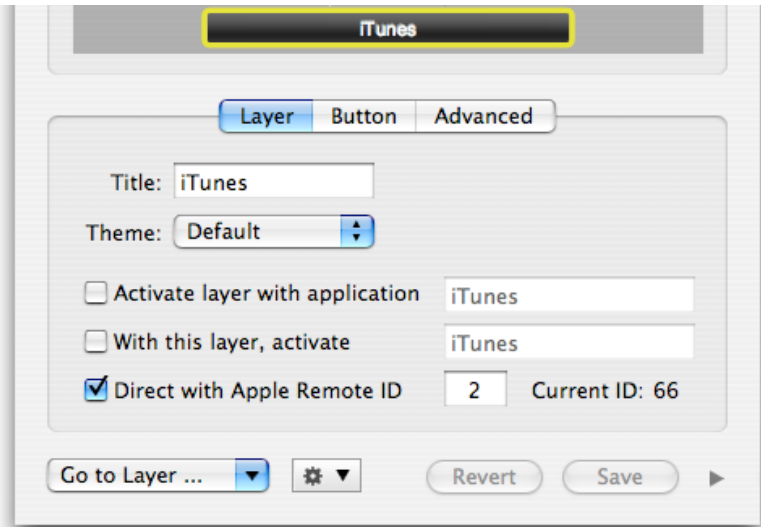 iTunes
Layer Button Advanced
Title: iTunes
Theme: Default
Activate layer with application iTunes
With this layer, activate iTunes
Direct with Apple Remote ID 2 Current ID: 66
Go to Layer ... Revert Save